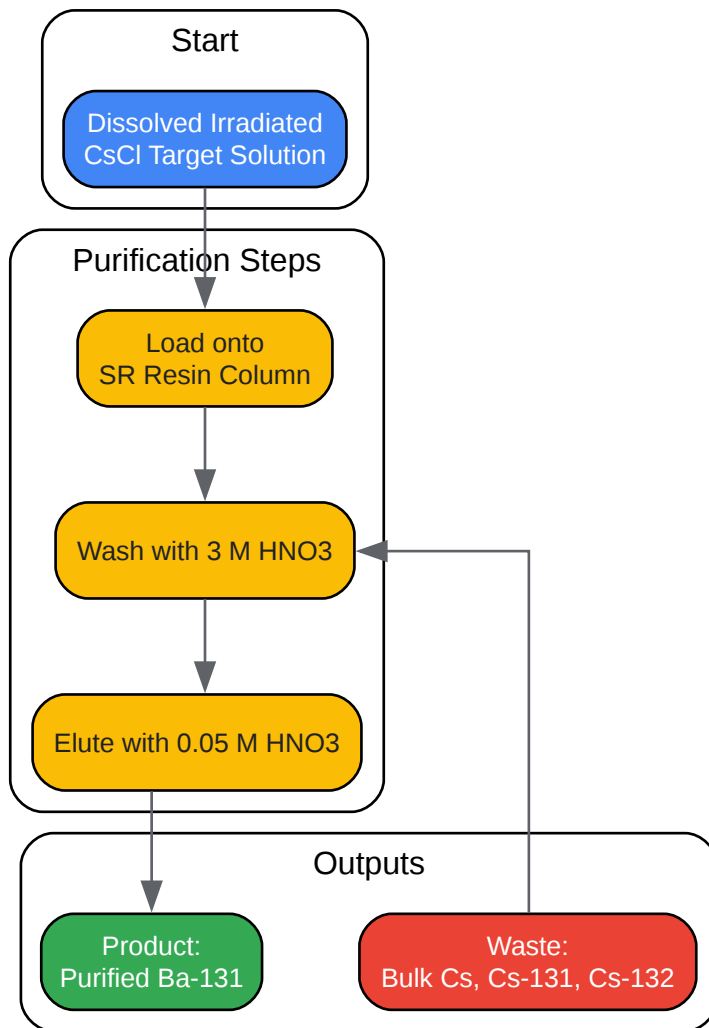 Start
Dissolved Irradiated
CsCl Target Solution
Purification Steps
Load onto
SR Resin Column
Wash with 3 M HNO3
Elute with 0.05 M HNO3
Outputs
Product:
Purified Ba-131
Waste:
Bulk Cs, Cs-131, Cs-132